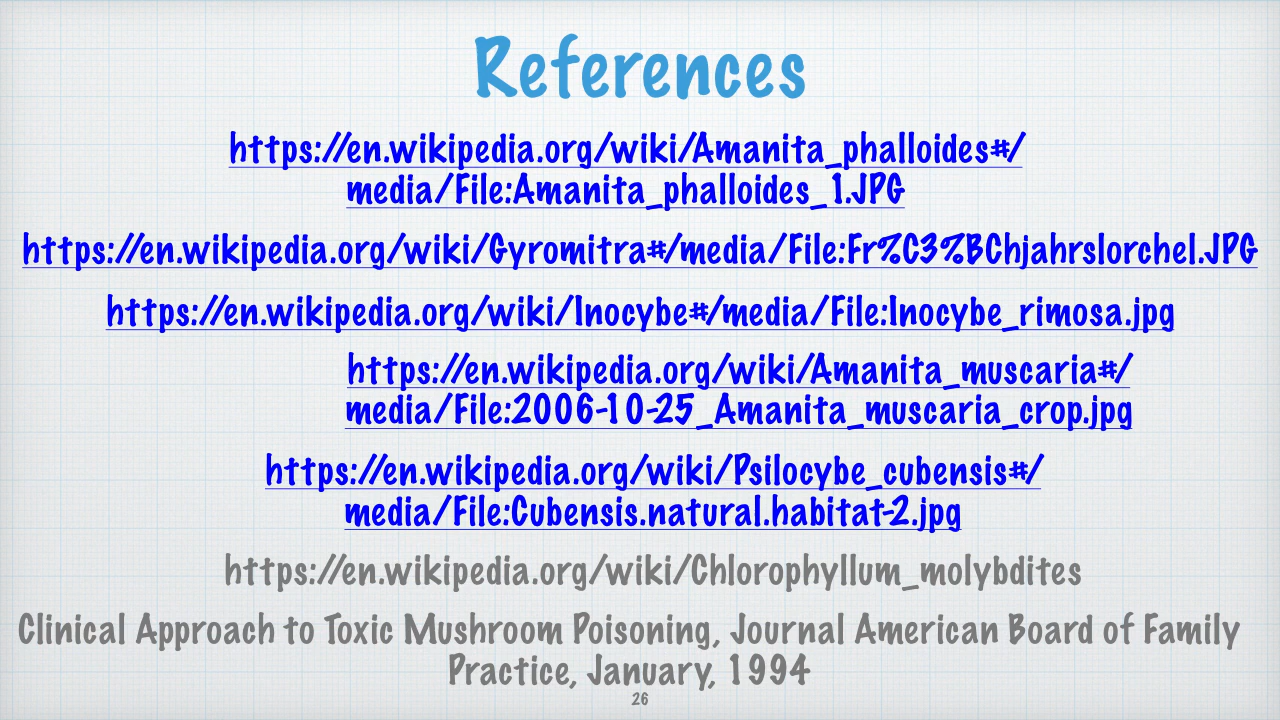 References
https://en.wikipedia.org/wiki/Amanita_phalloides#/
media/File:Amanita_phalloides_1.JPG
https://en.wikipedia.org/wiki/Gyromitra#/media/File:Fr%C3%BChjahrslorchel.JPG
https://en.wikipedia.org/wiki/Inocybe#/media/File:Inocybe_rimosa.jpg
https://en.wikipedia.org/wiki/Amanita_muscaria#/
media/File:2006-10-25_Amanita_muscaria_crop.jpg
https://en.wikipedia.org/wiki/Psilocybe_cubensis#/
media/File:Cubensis.natural.habitat-2.jpg
https://en.wikipedia.org/wiki/Chlorophyllum_molybdites
Clinical Approach to Toxic Mushroom Poisoning, Journal American Board of Family
Practice, January, 1994
26